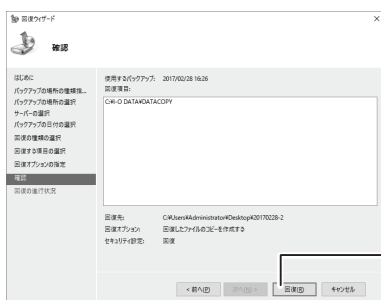 回復ウィザード
確認
はじめに
バックアップの場所の種類指...
バックアップの場所の選択
サーバーの選択
バックアップの日付の選択
回復の種類の選択
回復する項目の選択
回復オプションの指定
確認
回復の進行状況
使用するバックアップ: 2017/02/28 16:26
回復項目:
C:¥I-O DATA¥DATACOPY
回復先: C:¥Users¥Administrator¥Desktop¥20170228-2
回復オプション: 回復したファイルのコピーを作成する
セキュリティ設定: 回復
< 前へ(P) 次へ(N) > 回復(R) キャンセル